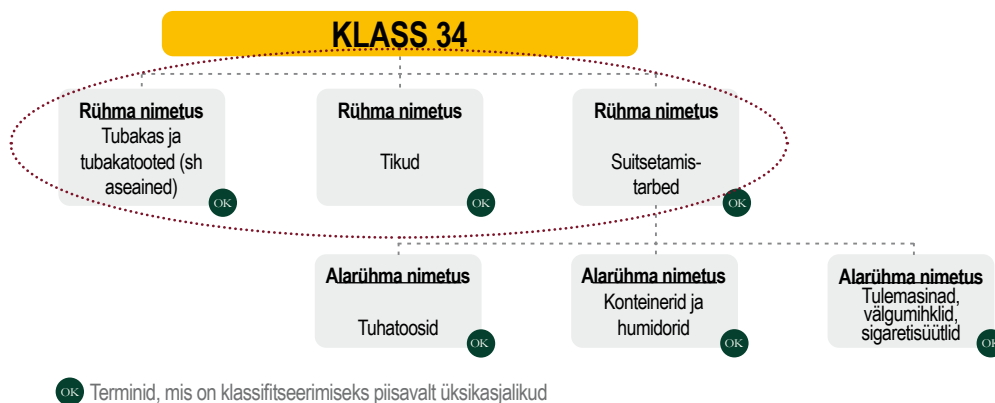 KLASS 34
Rühma nimetus
Tubakas ja
tubakatooted (sh
aseained)
OK
Rühma nimetus
Tikud
OK
Rühma nimetus
Suitsetamis-
tarbed
OK
Alarühma nimetus
Tuhatoosid
OK
Alarühma nimetus
Konteinerid ja
humidorid
OK
Alarühma nimetus
Tulemasinad,
välgumihklid,
sigaretisüütlid
OK
OK Terminid, mis on klassifitseerimiseks piisavalt üksikasjalikud